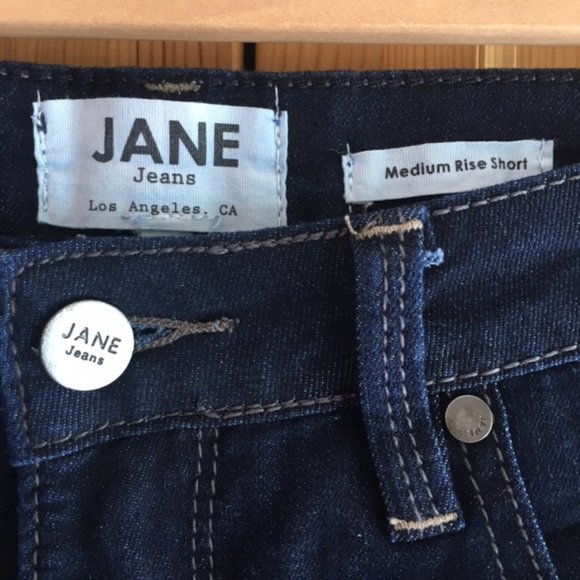 JANE
Jeans
Los Angeles, CA
Medium Rise Short
JANE
Jeans